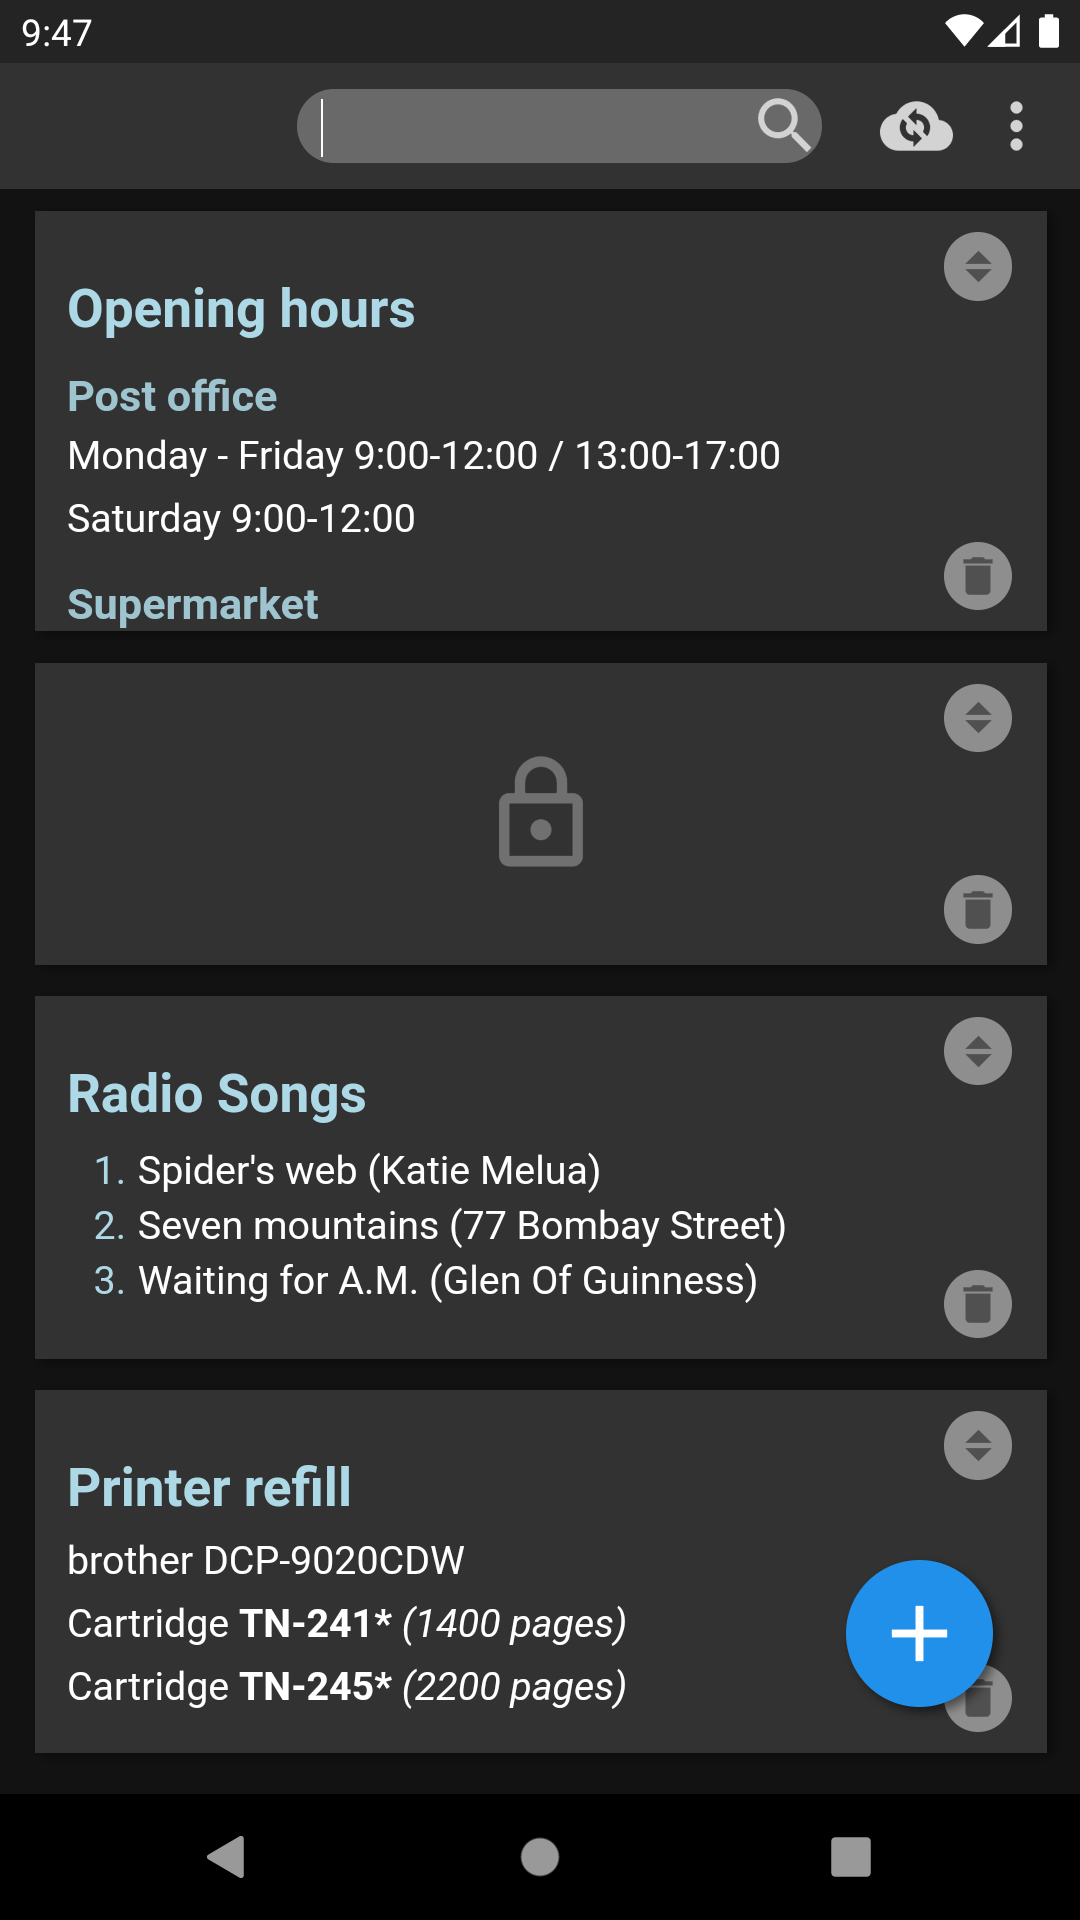 9:47
Opening hours
Post office
Monday - Friday 9:00-12:00 / 13:00-17:00
Saturday 9:00-12:00
Supermarket
Radio Songs
1. Spider's web (Katie Melua)
2. Seven mountains (77 Bombay Street)
3. Waiting for A.M. (Glen Of Guinness)
Printer refill
brother DCP-9020CDW
Cartridge TN-241* (1400 pages)
Cartridge TN-245* (2200 pages)